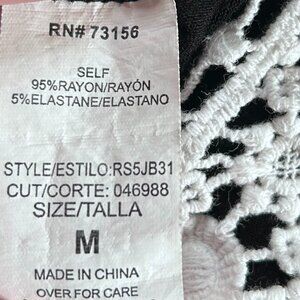 RN# 73156
SELF
95%RAYON/RAYÓN
5%ELASTANE/ELASTANO
STYLE/ESTILO:RS5JB31
CUT/CORTE: 046988
SIZE/TALLA
M
MADE IN CHINA
OVER FOR CARE